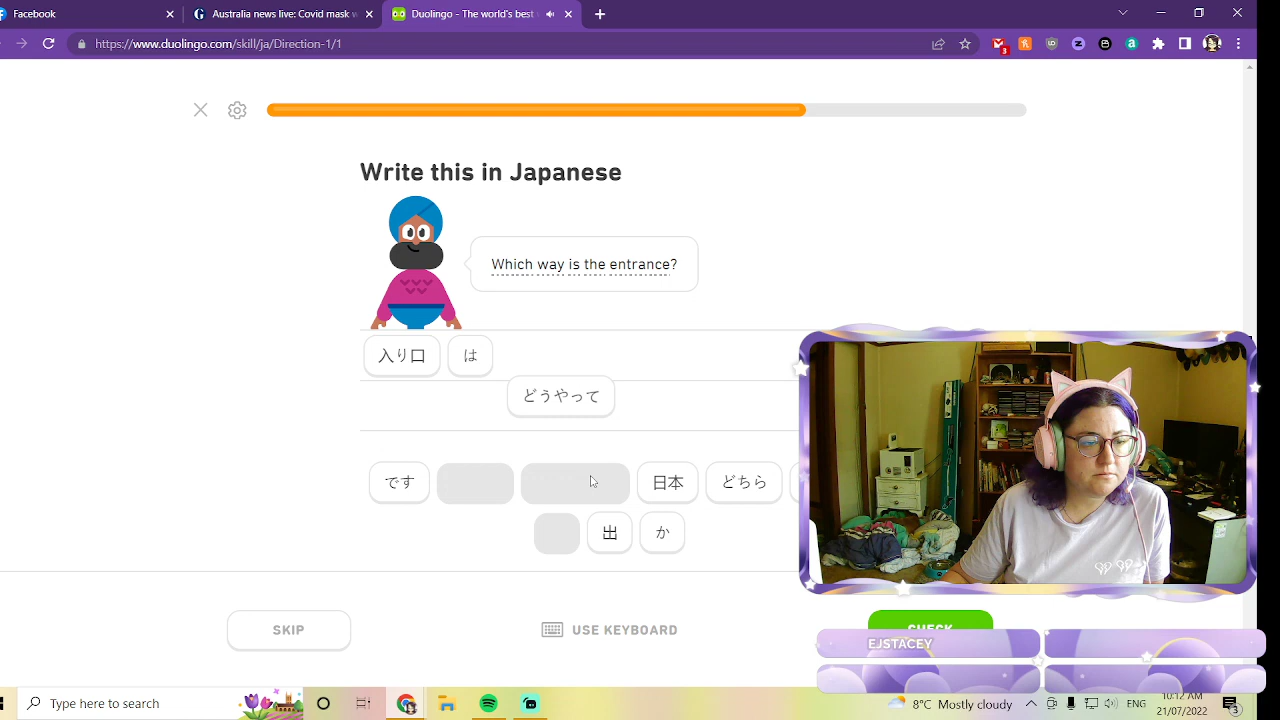 Facebook
Australia news live: Covid mask w
Duolingo - The world's best
https://www.duolingo.com/skill/ja/Direction-1/1
3
Write this in Japanese
Which way is the entrance?
入り口 は
どうやって
です 日本 どちら
出 か
SKIP
USE KEYBOARD
CHECK
EJSTACEY
Type here to search
8°C Mostly cloudy
ENG
10:12 AM
21/07/2022
3